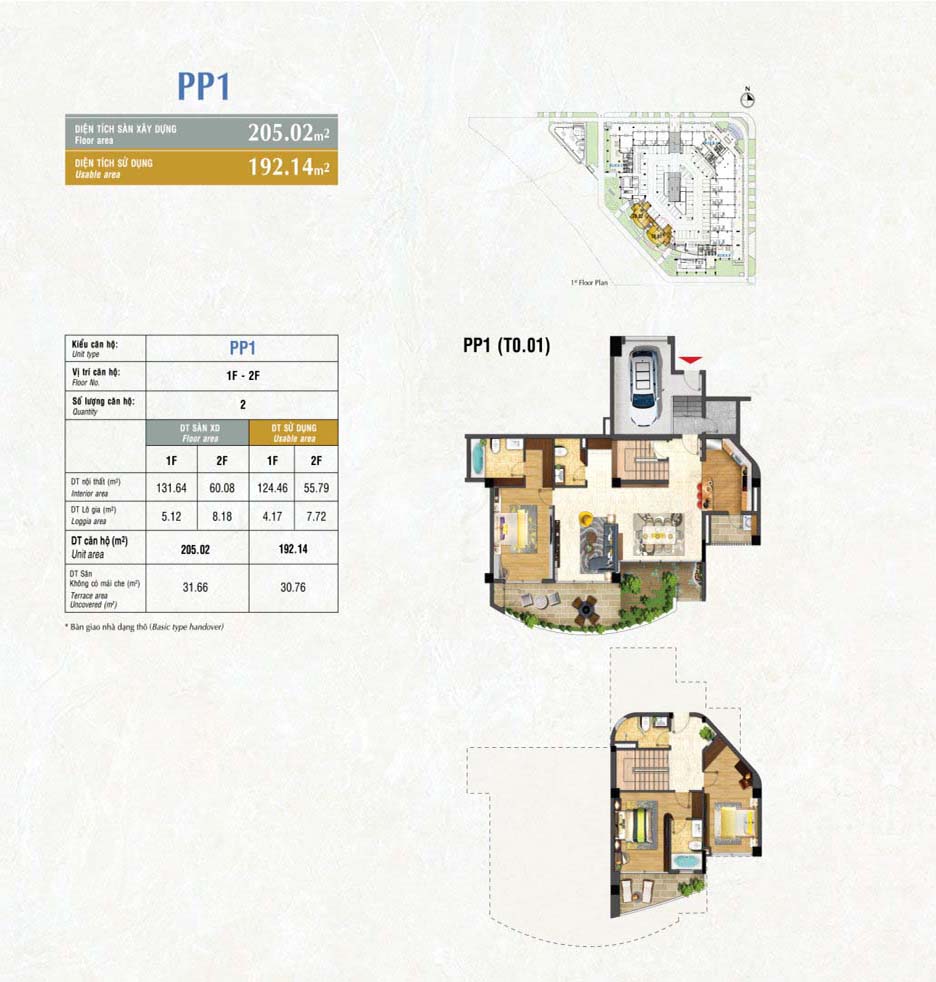 PP1
DIỆN TÍCH SÀN XÂY DỰNG
Floor area
205.02m²
DIỆN TÍCH SỬ DỤNG
Usable area
192.14m²
N
1st Floor Plan
Kiểu căn hộ:
Unit type
PP1
Vị trí căn hộ:
Floor No.
1F - 2F
Số lượng căn hộ:
Quantity
2
DT SÀN XD
Floor area
DT SỬ DỤNG
Usable area
1F 2F 1F 2F
DT nội thất (m²)
Interior area
131.64 60.08 124.46 55.79
DT Lô gia (m²)
Loggia area
5.12 8.18 4.17 7.72
DT căn hộ (m²)
Unit area
205.02 192.14
DT Sân
Không có mái che (m²)
Terrace area
Uncovered (m²)
31.66 30.76
* Bàn giao nhà dạng thô (Basic type handover)
PP1 (T0.01)